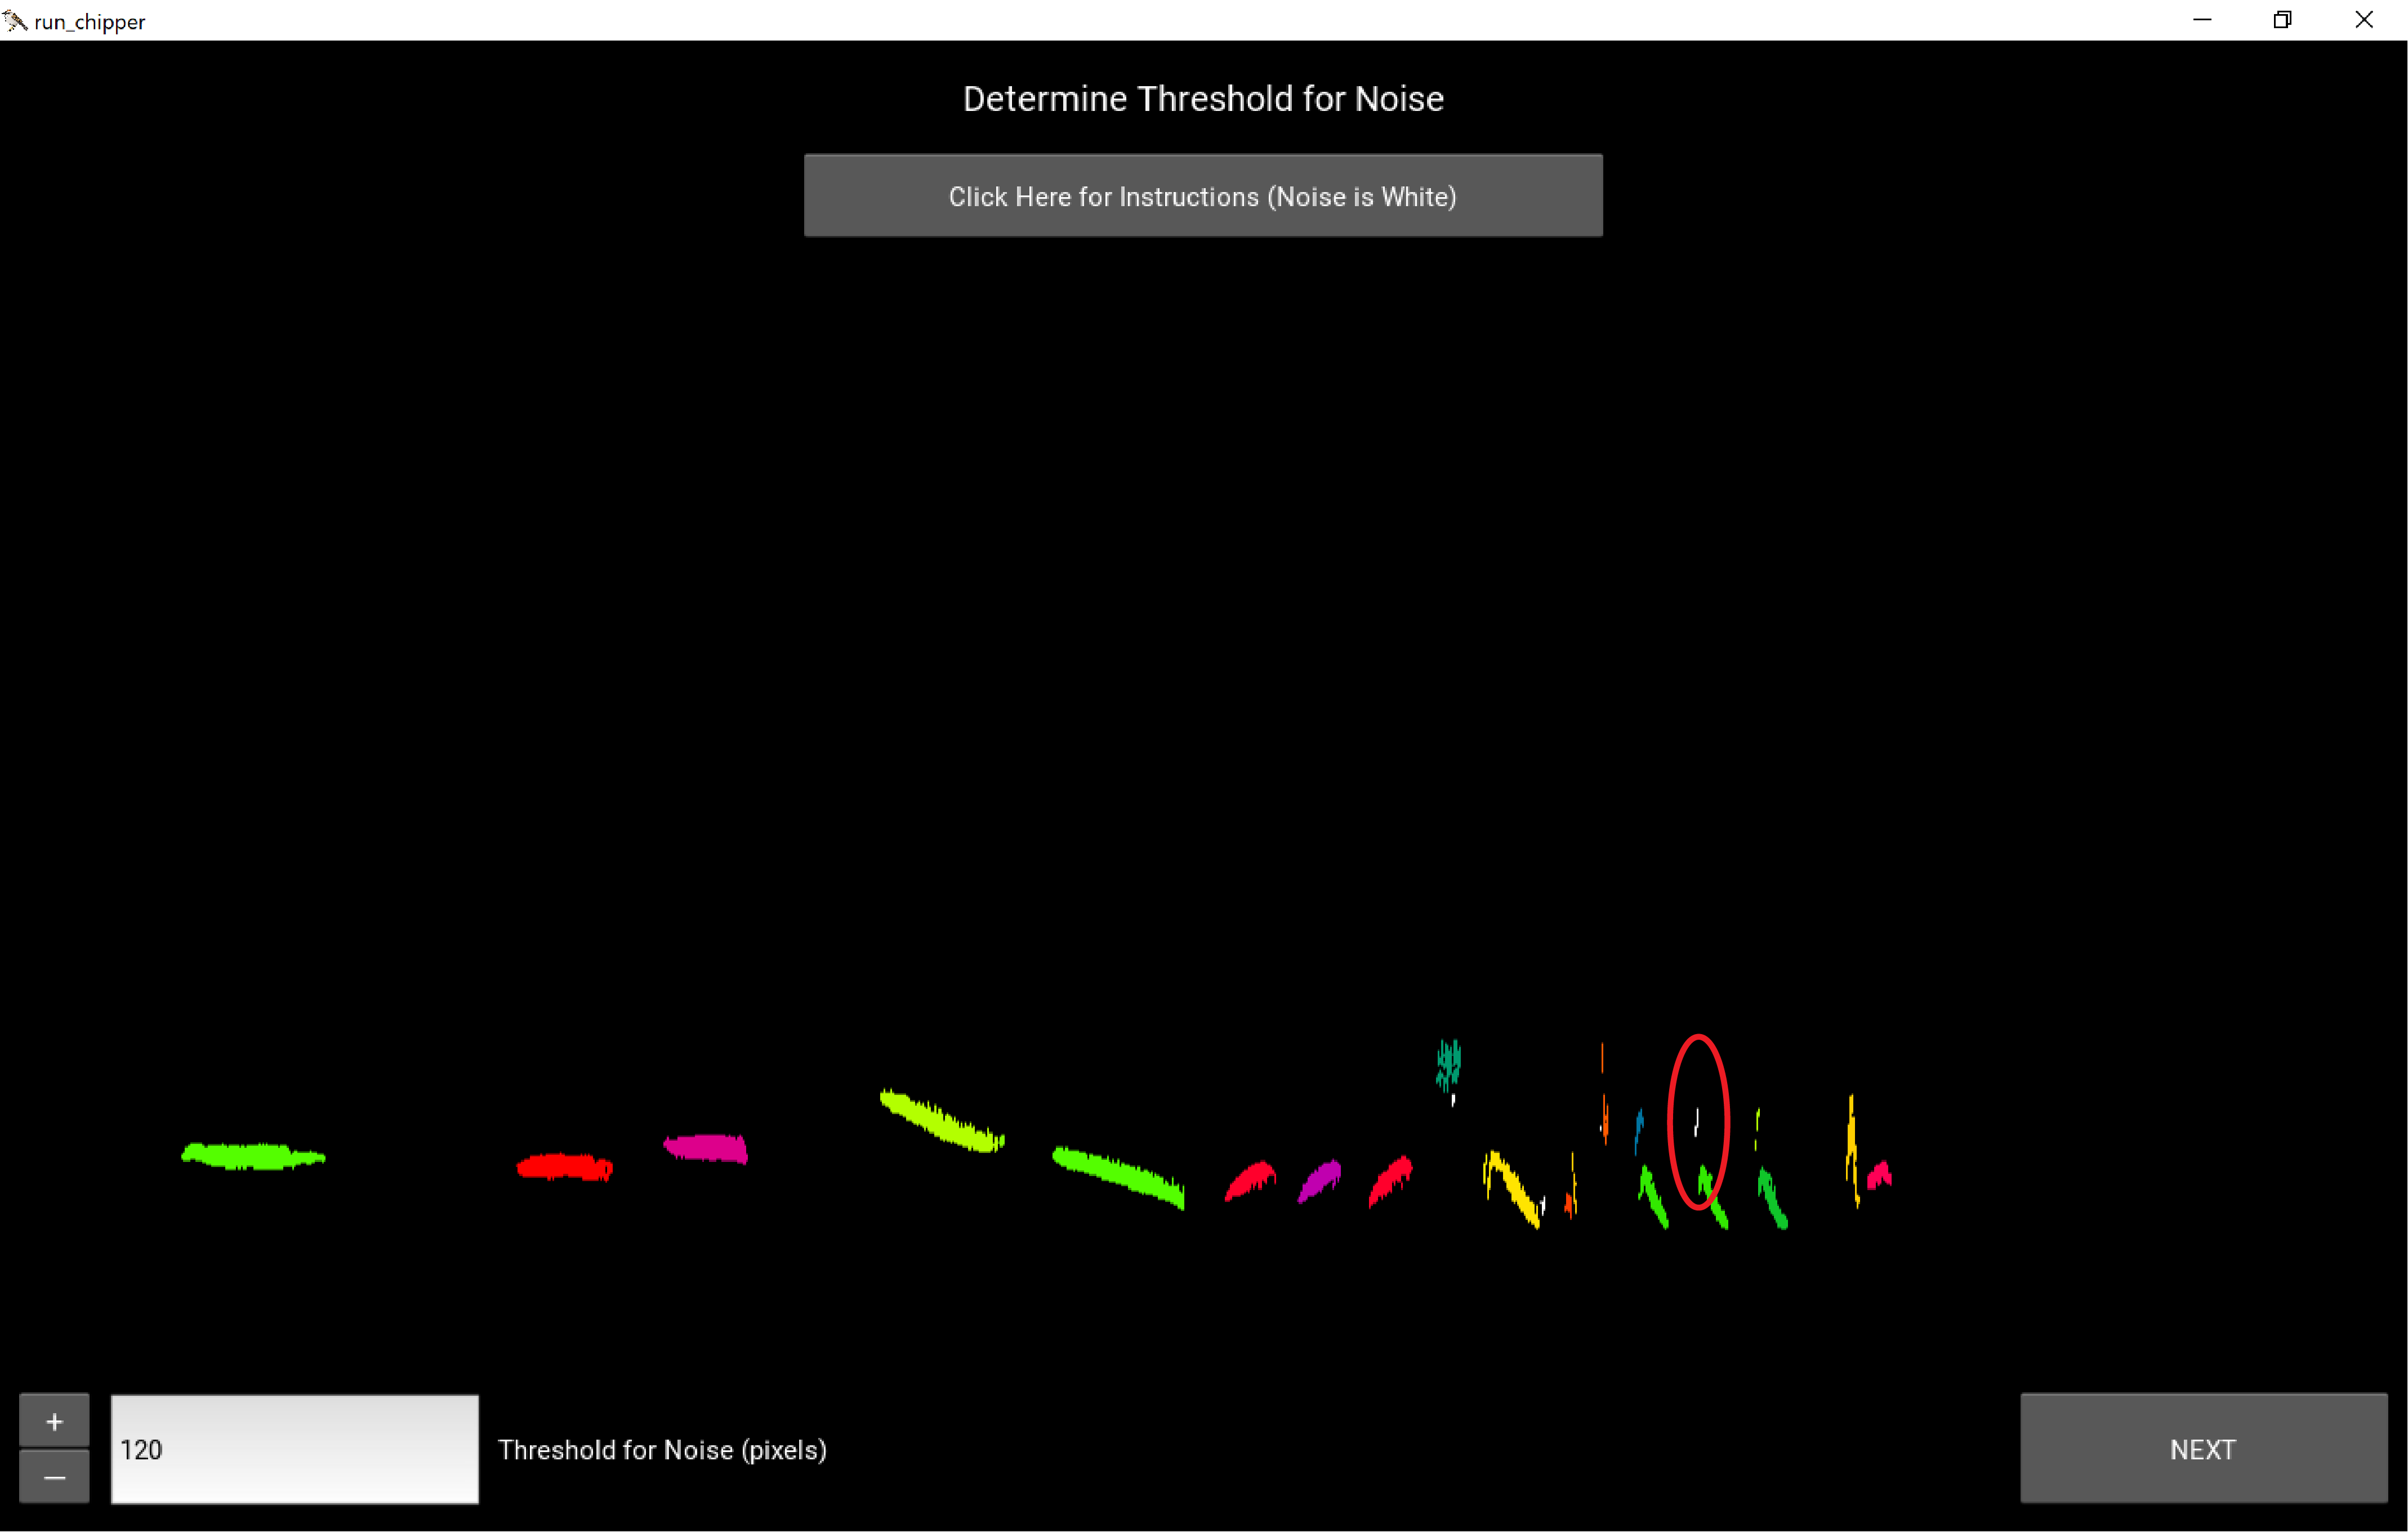 run_chipper
Determine Threshold for Noise
Click Here for Instructions (Noise is White)
+
120
Threshold for Noise (pixels)
–
NEXT